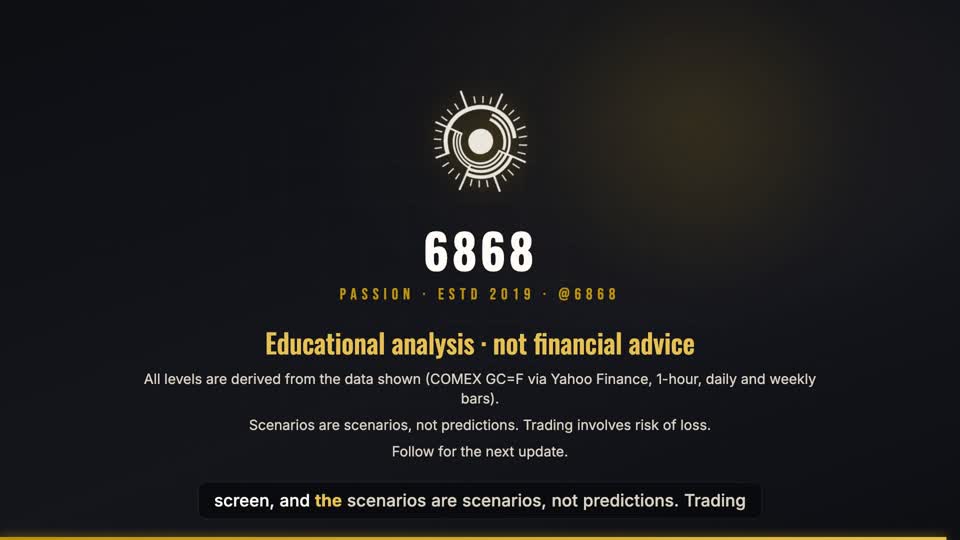 6868
PASSION · ESTD 2019 · @6868
Educational analysis · not financial advice
All levels are derived from the data shown (COMEX GC=F via Yahoo Finance, 1-hour, daily and weekly
bars).
Scenarios are scenarios, not predictions. Trading involves risk of loss.
Follow for the next update.
screen, and the scenarios are scenarios, not predictions. Trading